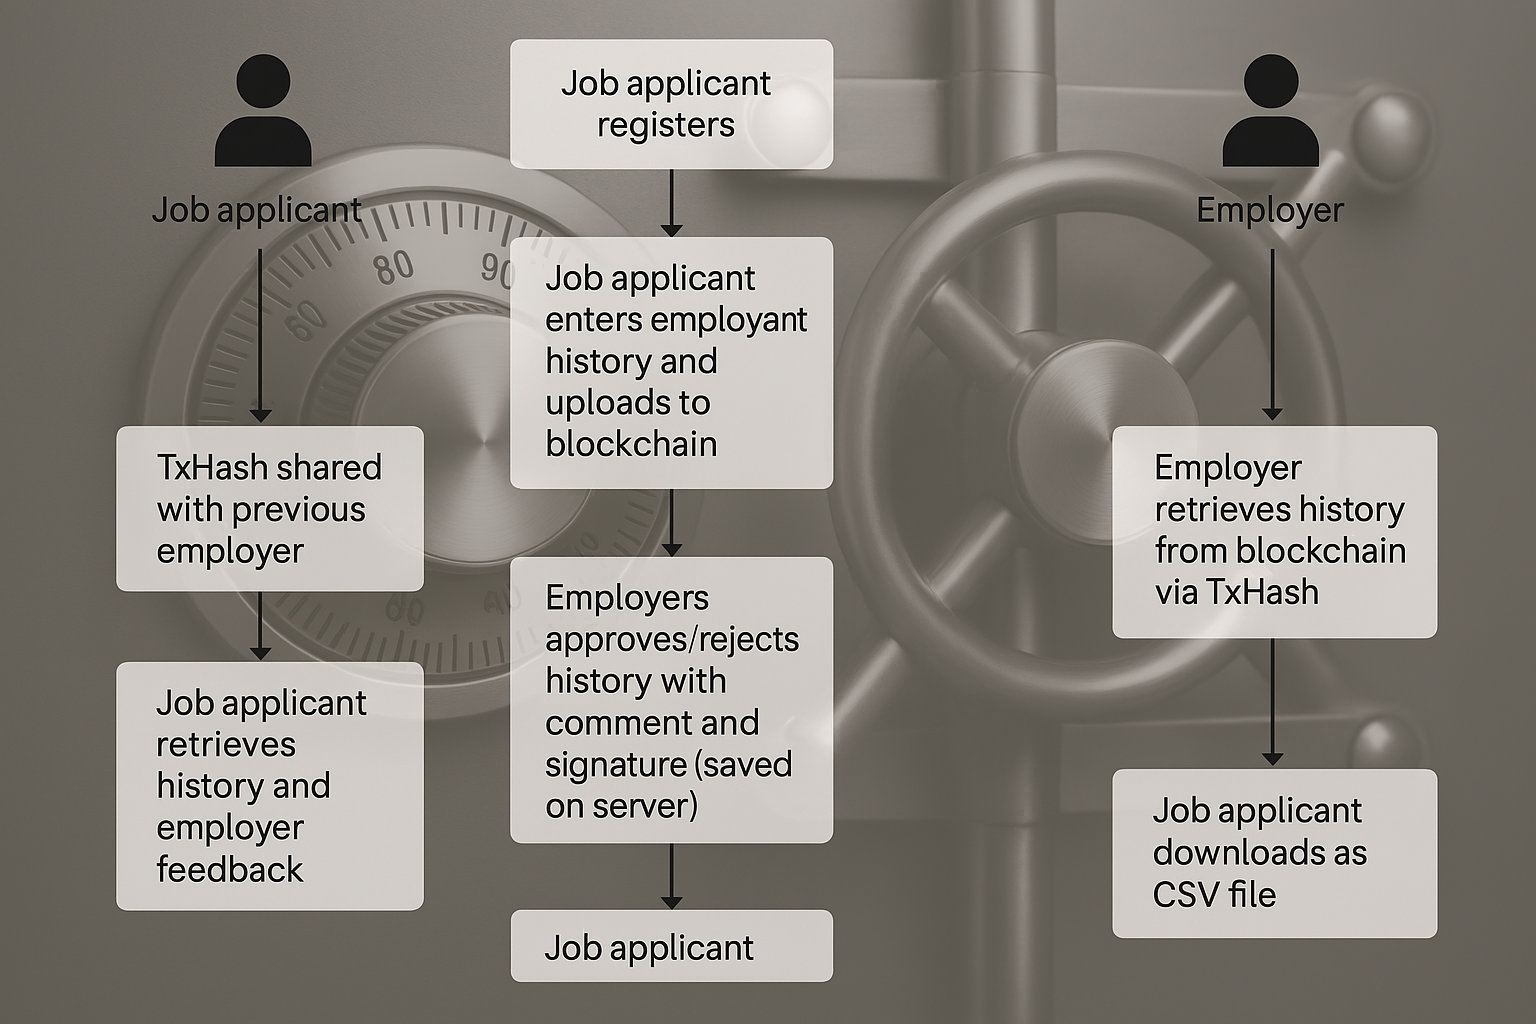 Job applicant
TxHash shared
with previous
employer
Job applicant
retrieves
history and
employer
feedback
Job applicant
registers
Job applicant
enters employant
history and
uploads to
blockchain
Employers
approves/rejects
history with
comment and
signature (saved
on server)
Job applicant
Employer
Employer
retrieves history
from blockchain
via TxHash
Job applicant
downloads as
CSV file
80
90
60
60